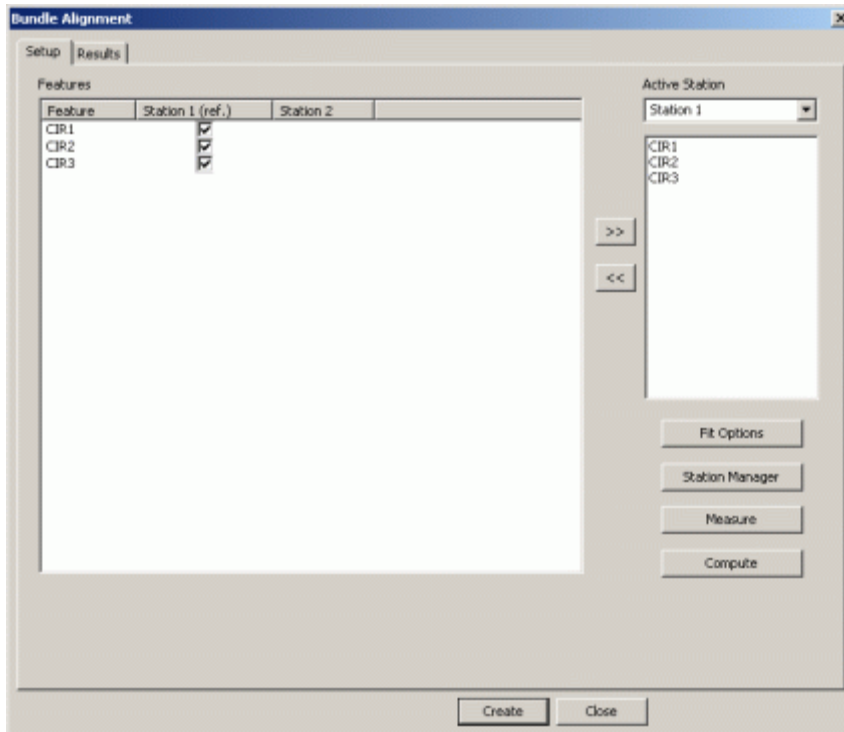 Bundle Alignment
Setup Results
Features
Feature Station 1 (ref.) Station 2
CIR1
CIR2
CIR3
>>
<<
Active Station
Station 1
CIR1
CIR2
CIR3
Fit Options
Station Manager
Measure
Compute
Create Close